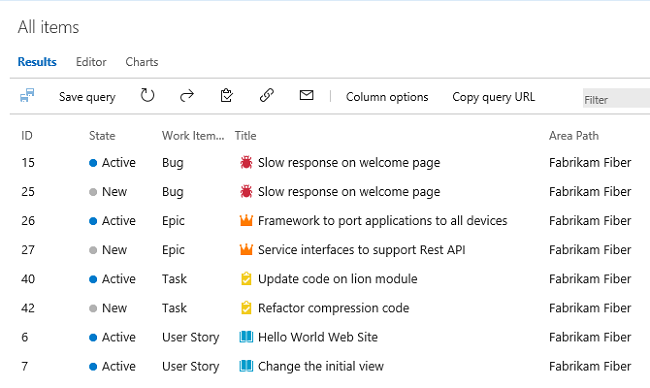 All items
Results Editor Charts
Save query Column options Copy query URL Filter
ID State Work Item... Title Area Path
15 Active Bug Slow response on welcome page Fabrikam Fiber
25 New Bug Slow response on welcome page Fabrikam Fiber
26 Active Epic Framework to port applications to all devices Fabrikam Fiber
27 New Epic Service interfaces to support Rest API Fabrikam Fiber
40 Active Task Update code on lion module Fabrikam Fiber
42 New Task Refactor compression code Fabrikam Fiber
6 Active User Story Hello World Web Site Fabrikam Fiber
7 Active User Story Change the initial view Fabrikam Fiber